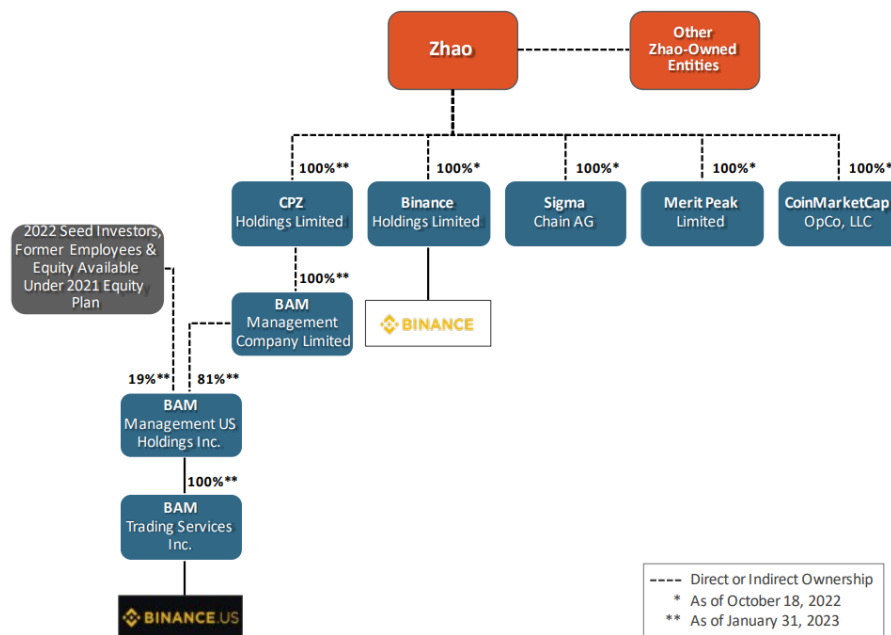 Zhao
Other
Zhao-Owned
Entities
100%**
100%*
100%*
100%*
100%*
CPZ
Holdings Limited
Binance
Holdings Limited
Sigma
Chain AG
Merit Peak
Limited
CoinMarketCap
OpCo, LLC
2022 Seed Investors,
Former Employees &
Equity Available
Under 2021 Equity
Plan
100%**
BAM
Management
Company Limited
BINANCE
19%**
81%**
BAM
Management US
Holdings Inc.
100%**
BAM
Trading Services
Inc.
BINANCE.US
---- Direct or Indirect Ownership
* As of October 18, 2022
** As of January 31, 2023